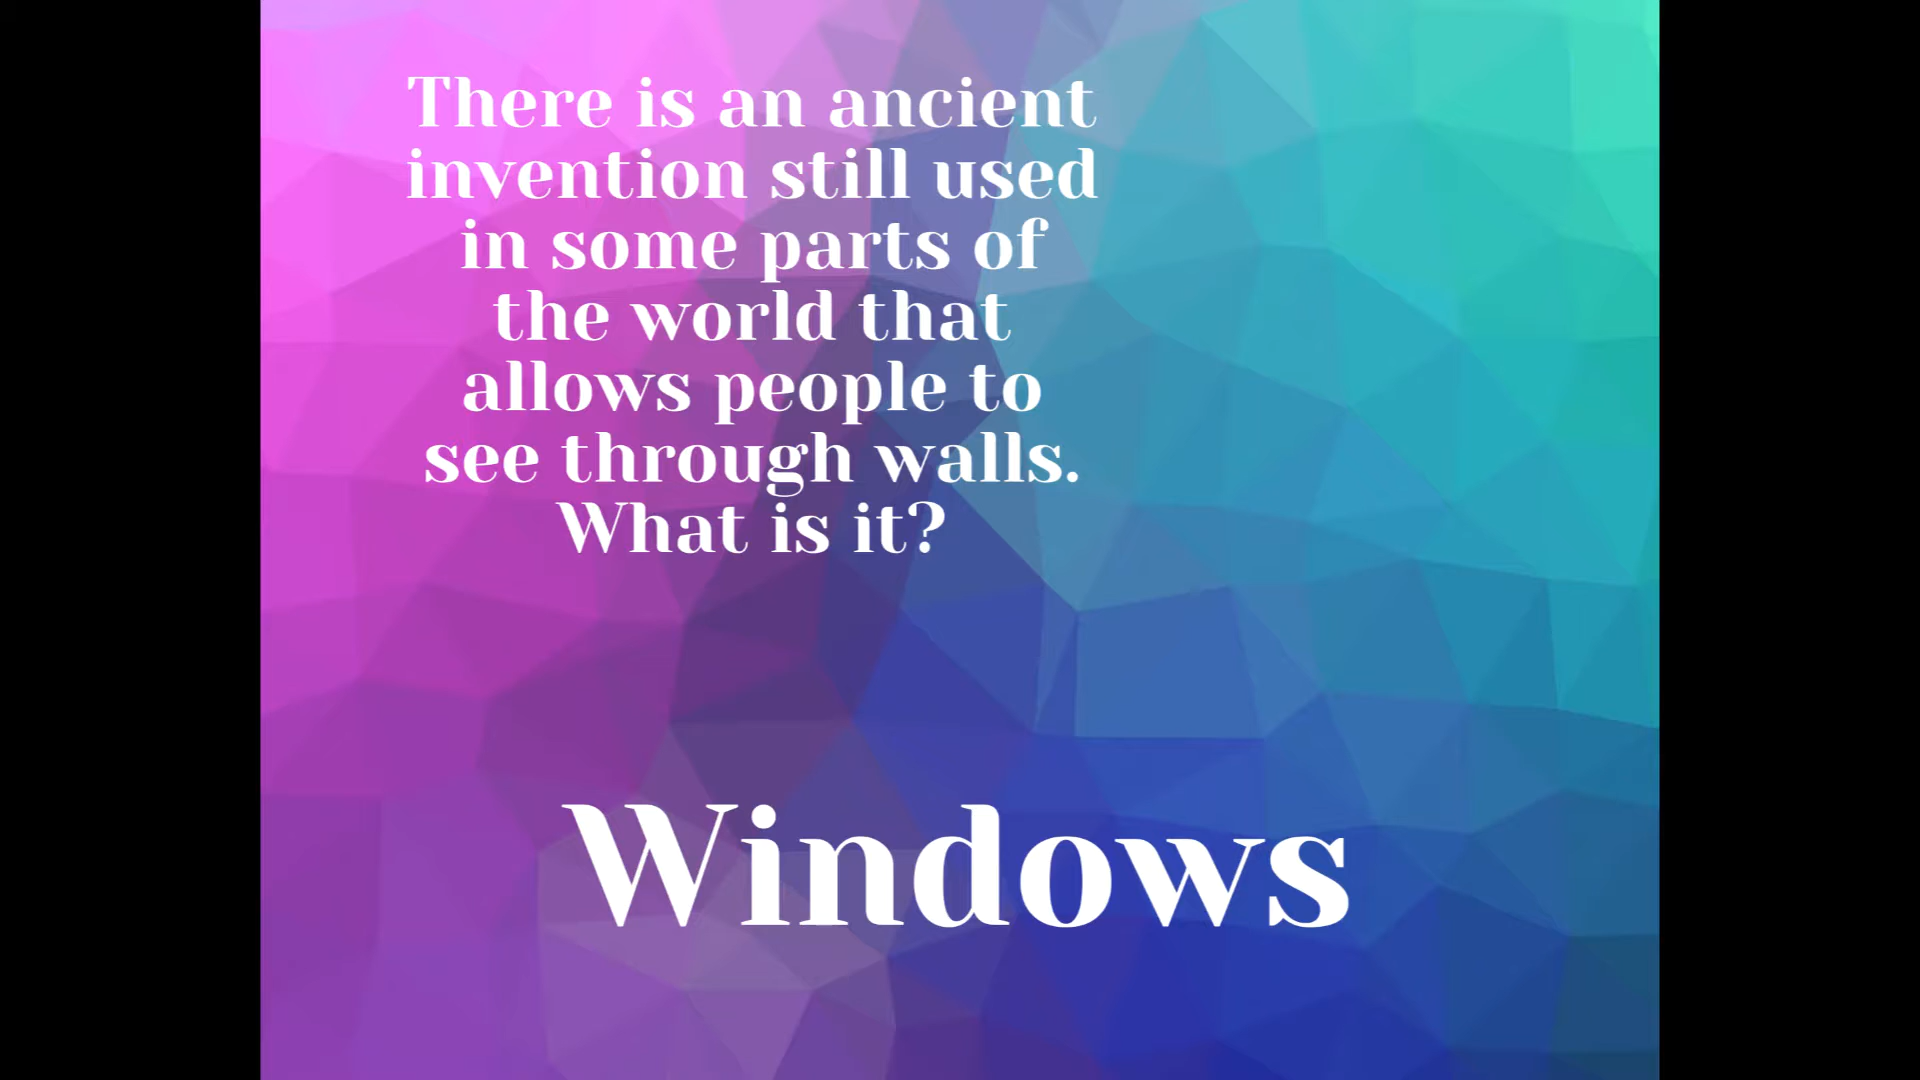 There is an ancient
invention still used
in some parts of
the world that
allows people to
see through walls.
What is it?
Windows